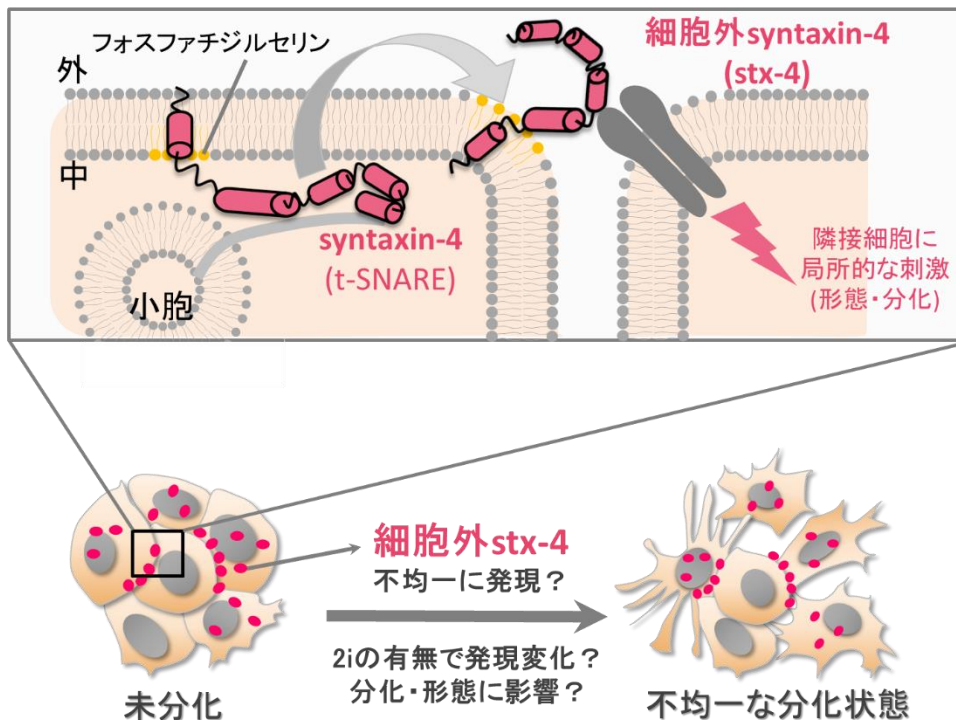 フォスファチジルセリン
外
中
細胞外syntaxin-4
(stx-4)
syntaxin-4
(t-SNARE)
小胞
隣接細胞に
局所的な刺激
(形態・分化)
細胞外stx-4
不均一に発現？
2iの有無で発現変化？
分化・形態に影響？
未分化
不均一な分化状態